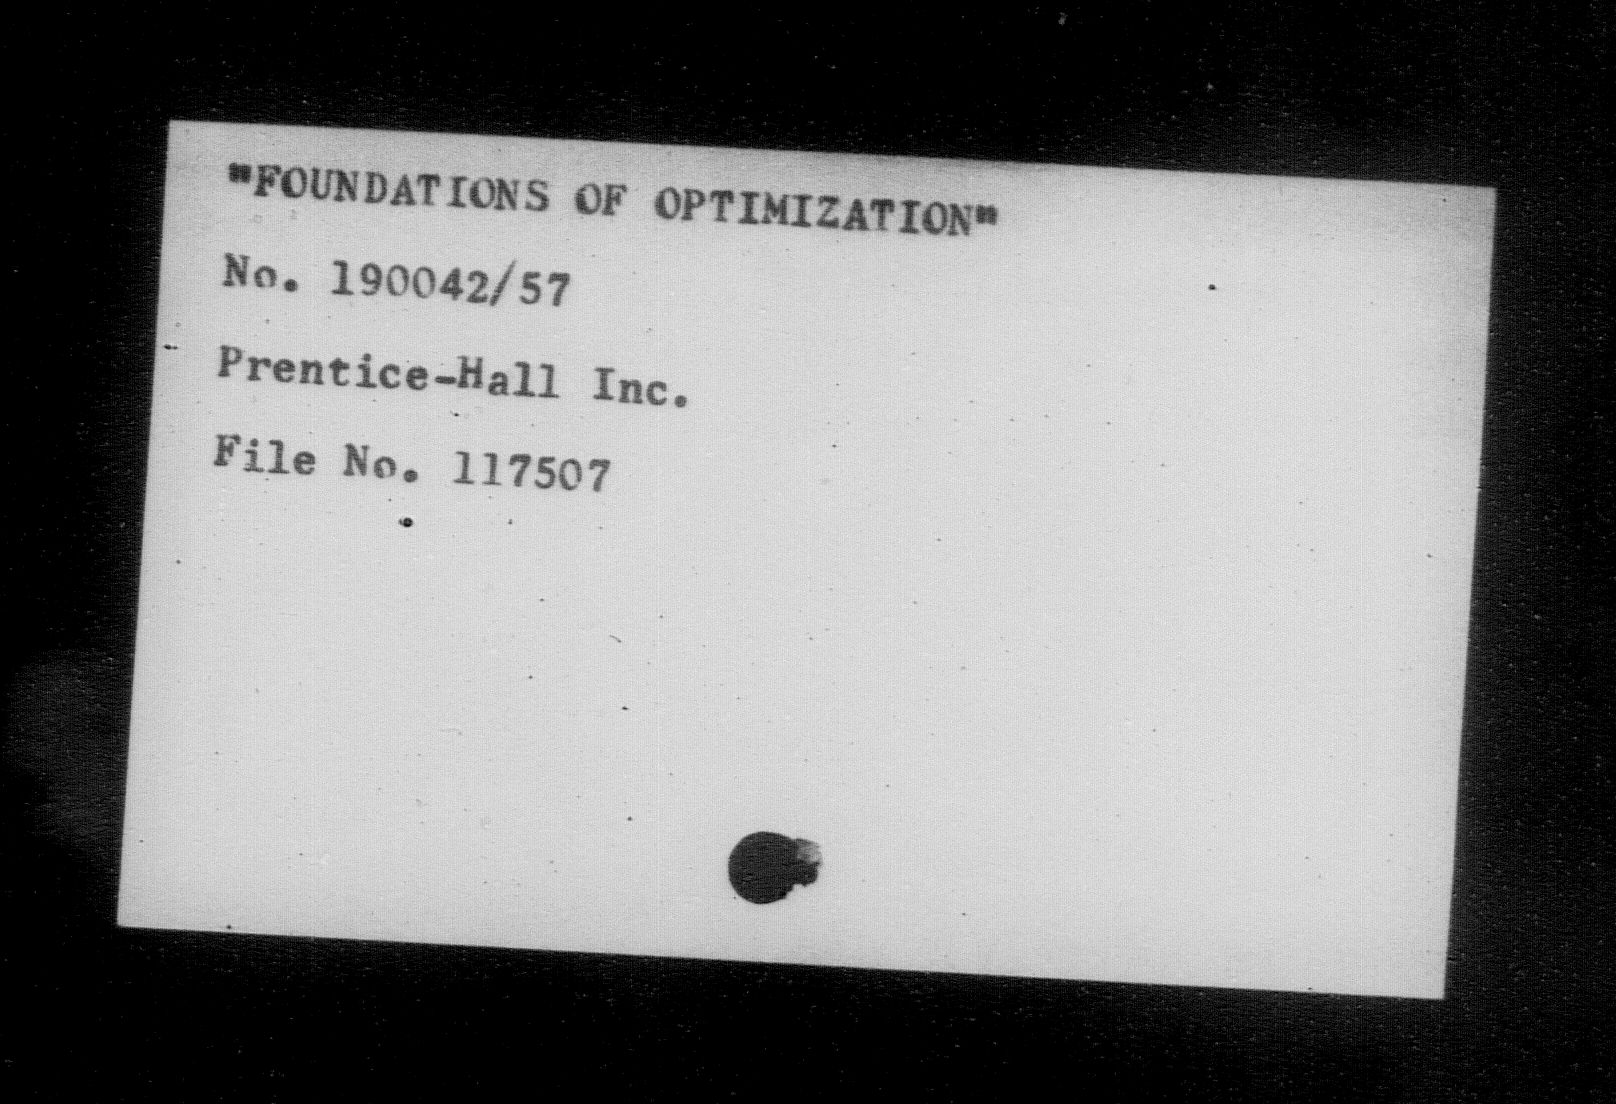 "FOUNDATIONS OF OPTIMIZATION"
No. 190042/57
Prentice-Hall Inc.
File No. 117507